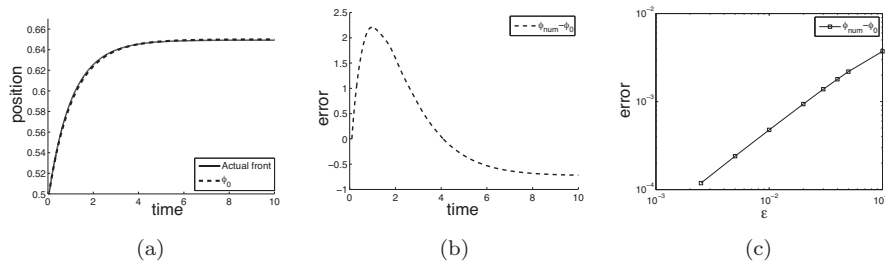 0.66
0.64
0.62
0.6
0.58
0.56
0.54
0.52
0.5
0
2
4
6
8
10
position
time
Actual front
ϕ₀
(a)
2.5
2
1.5
1
0.5
0
−0.5
−1
0
2
4
6
8
10
error
time
ϕnum−ϕ₀
(b)
10⁻²
10⁻³
10⁻⁴
10⁻³
10⁻²
error
ε
ϕnum−ϕ₀
(c)